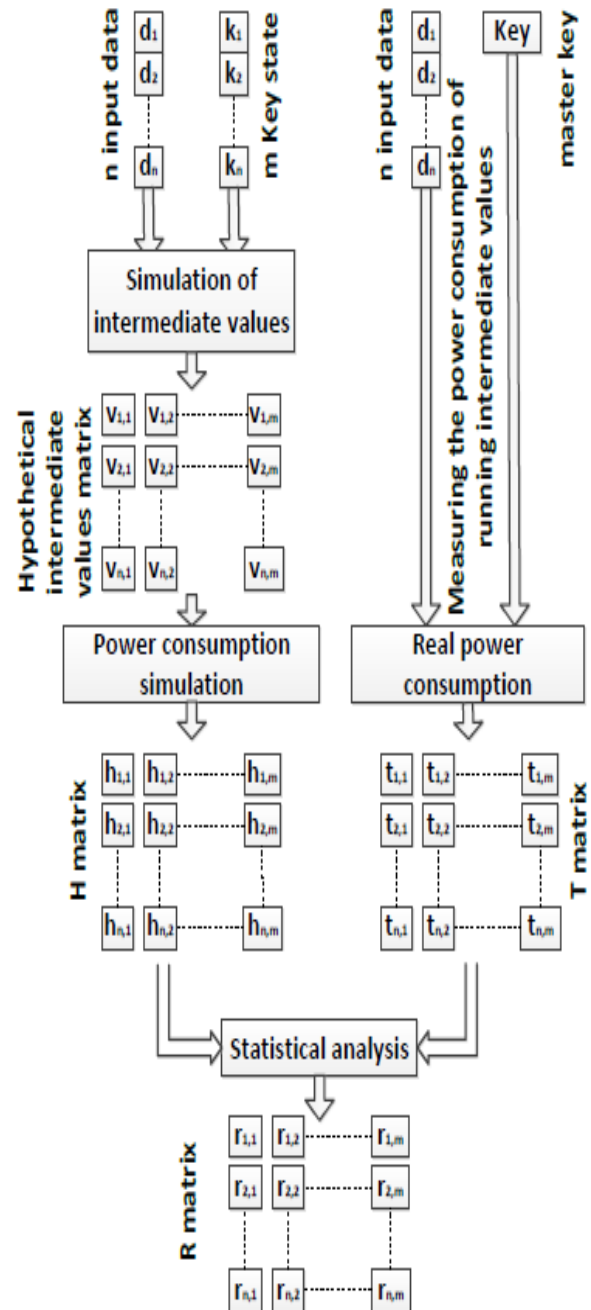 n input data
d1
d2
dn
k1
k2
kn
m Key state
n input data
d1
d2
dn
Measuring the power consumption of
running intermediate values
Key
master key
Simulation of
intermediate values
Hypothetical
intermediate
values matrix
v1,1 v1,2 v1,m
v2,1 v2,2 v2,m
vn,1 vn,2 vn,m
Power consumption
simulation
Real power
consumption
H matrix
h1,1 h1,2 h1,m
h2,1 h2,2 h2,m
hn,1 hn,2 hn,m
t1,1 t1,2 t1,m
t2,1 t2,2 t2,m
tn,1 tn,2 tn,m
T matrix
Statistical analysis
R matrix
r1,1 r1,2 r1,m
r2,1 r2,2 r2,m
rn,1 rn,2 rn,m